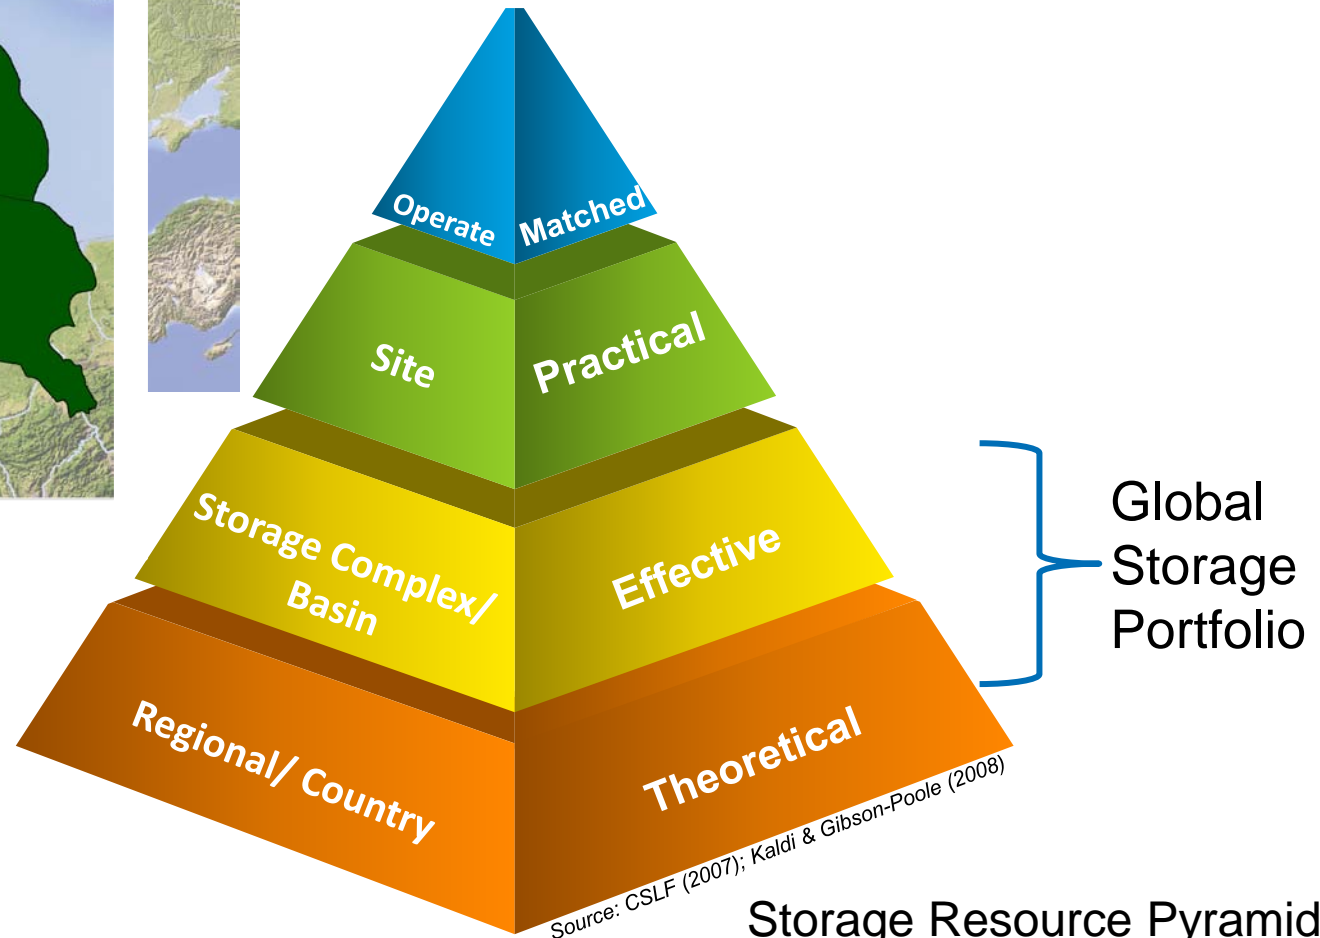 Operate
Matched
Site
Practical
Storage Complex/
Basin
Effective
Global
Storage
Portfolio
Regional/ Country
Theoretical
Source: CSLF (2007); Kaldi & Gibson-Poole (2008)
Storage Resource Pyramid